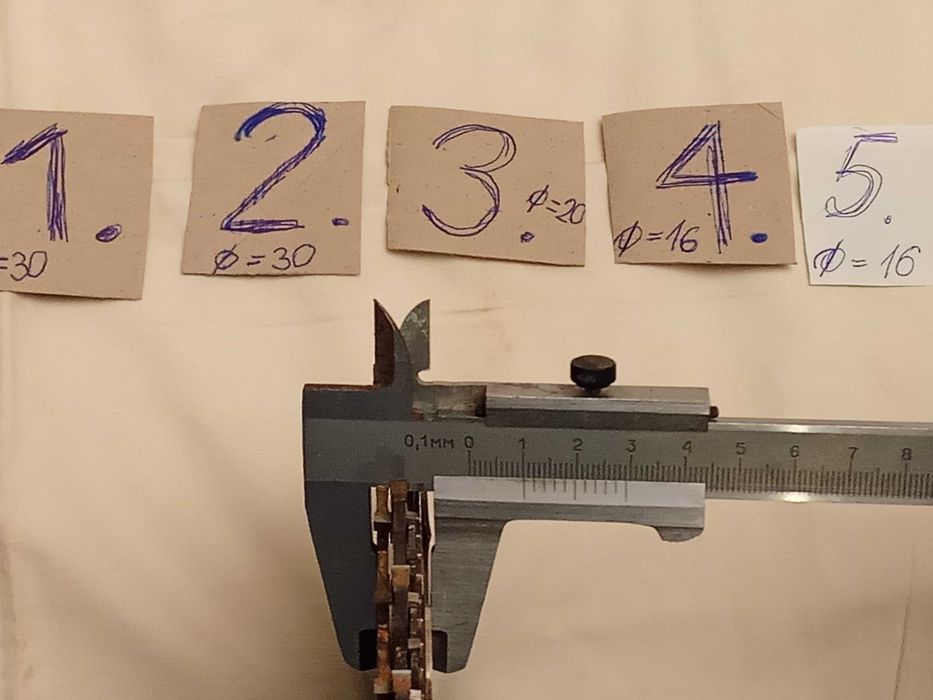 1.
=30
2.
Ø = 30
3.
Ø=20
4.
Ø=16
5.
Ø = 16
0,1мм 0 1 2 3 4 5 6 7 8